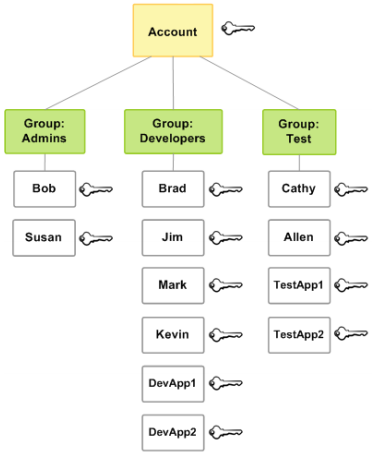 Account
Group:
Admins
Group:
Developers
Group:
Test
Bob
Brad
Cathy
Susan
Jim
Allen
Mark
TestApp1
Kevin
TestApp2
DevApp1
DevApp2